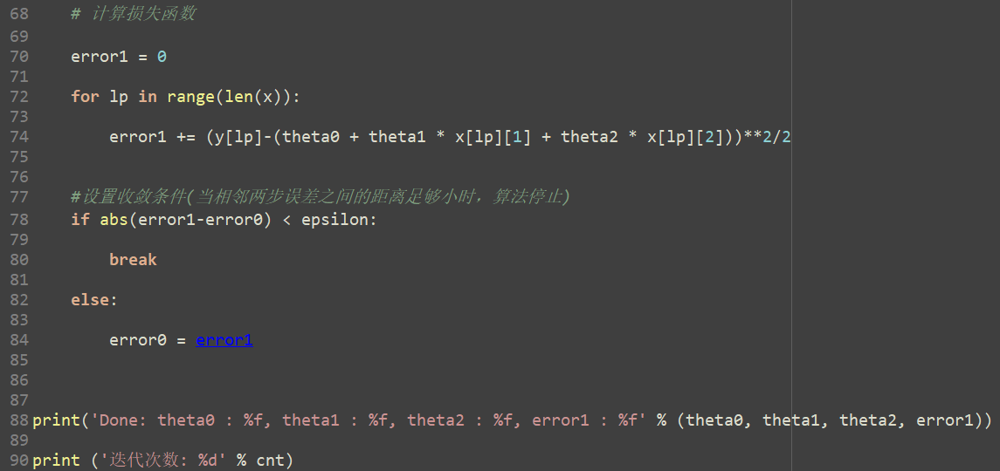 68 # 计算损失函数
69
70 error1 = 0
71
72 for lp in range(len(x)):
73
74 error1 += (y[lp]-(theta0 + theta1 * x[lp][1] + theta2 * x[lp][2]))**2/2
75
76
77 #设置收敛条件(当相邻两步误差之间的距离足够小时，算法停止)
78 if abs(error1-error0) < epsilon:
79
80 break
81
82 else:
83
84 error0 = error1
85
86
87
88 print('Done: theta0 : %f, theta1 : %f, theta2 : %f, error1 : %f' % (theta0, theta1, theta2, error1))
89
90 print ('迭代次数: %d' % cnt)